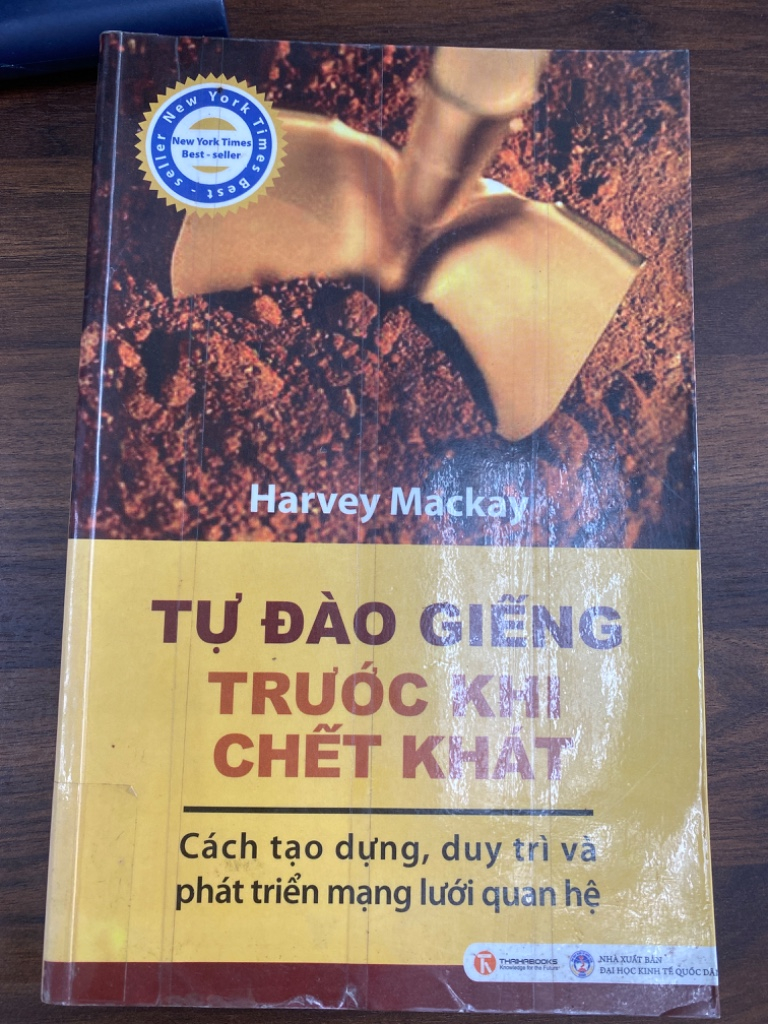 New York Times Best - seller
New York Times
Best - seller
Harvey Mackay
TỰ ĐÀO GIẾNG
TRƯỚC KHI
CHẾT KHÁT
Cách tạo dựng, duy trì và
phát triển mạng lưới quan hệ
THAIHABOOKS
Knowledge for the Future!
NHÀ XUẤT BẢN
ĐẠI HỌC KINH TẾ QUỐC DÂN